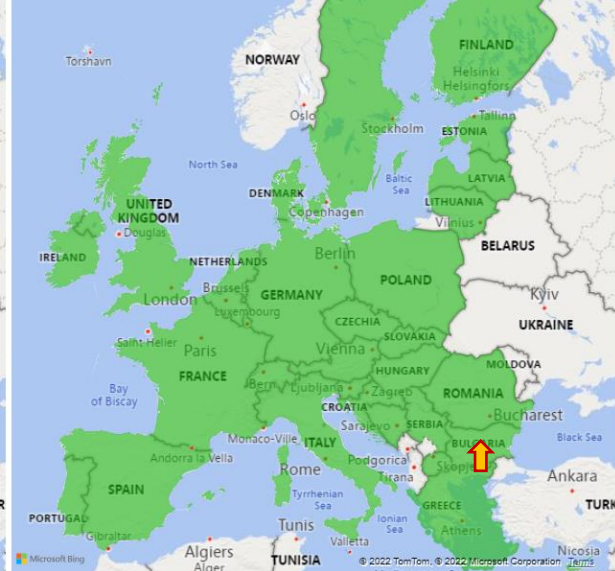 Torshavn
NORWAY
FINLAND
Helsinki
Helsingfors
Oslo
Stockholm
Tallinn
ESTONIA
North Sea
Baltic
Sea
LATVIA
DENMARK
Copenhagen
LITHUANIA
Vilnius
UNITED
KINGDOM
Douglas
BELARUS
IRELAND
NETHERLANDS
Berlin
London
Brussels
GERMANY
POLAND
Kyiv
Luxembourg
UKRAINE
CZECHIA
SLOVAKIA
Saint Helier
Paris
Vienna
MOLDOVA
FRANCE
Bern
HUNGARY
Bay
of Biscay
Ljubljana
Zagreb
ROMANIA
CROATIA
Bucharest
Monaco-Ville
ITALY
Sarajevo
SERBIA
Black Sea
Andorra la Vella
Rome
Podgorica
Skopje
Tirana
Ankara
SPAIN
Tyrrhenian
Sea
GREECE
TURK
PORTUGAL
Ionian
Sea
Athens
Gibraltar
Tunis
Valletta
Nicosia
Algiers
Alger
TUNISIA
Microsoft Bing
© 2022 TomTom, © 2022 Microsoft Corporation Terms
R